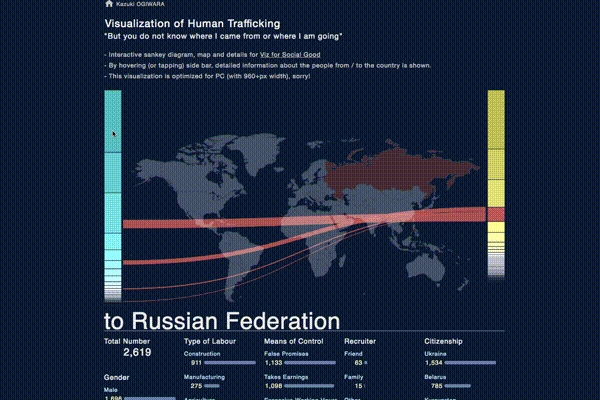 Kazuki OGIWARA
Visualization of Human Trafficking
"But you do not know where I came from or where I am going"
- Interactive sankey diagram, map and details for Viz for Social Good
- By hovering (or tapping) side bar, detailed information about the people from / to the country is shown.
- This visualization is optimized for PC (with 960+px width), sorry!
to Russian Federation
Total Number
2,619
Gender
Male
1,696
Type of Labour
Construction
911
Manufacturing
275
Agriculture
Means of Control
False Promises
1,133
Takes Earnings
1,098
Excessive Working Hours
Recruiter
Friend
63
Family
15
Other
Citizenship
Ukraine
1,534
Belarus
785
Kyrgyzstan